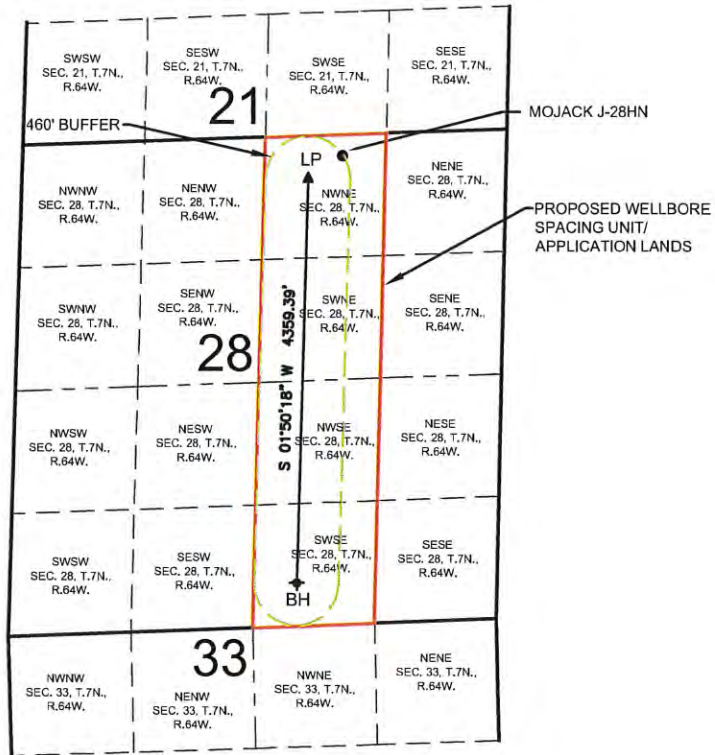 SWSW
SEC. 21, T.7N.,
R.64W.
SESW
SEC. 21, T.7N.,
R.64W.
SWSE
SEC. 21, T.7N.,
R.64W.
SESE
SEC. 21, T.7N.,
R.64W.
21
460' BUFFER
MOJACK J-28HN
LP
NWNW
SEC. 28, T.7N.,
R.64W.
NENW
SEC. 28, T.7N.,
R.64W.
NWNE
SEC. 28, T.7N.,
R.64W.
NENE
SEC. 28, T.7N.,
R.64W.
PROPOSED WELLBORE
SPACING UNIT/
APPLICATION LANDS
SWNW
SEC. 28, T.7N.,
R.64W.
SENW
SEC. 28, T.7N.,
R.64W.
SWNE
SEC. 28, T.7N.,
R.64W.
SENE
SEC. 28, T.7N.,
R.64W.
28
S 01°50'18" W 4359.39'
NWSW
SEC. 28, T.7N.,
R.64W.
NESW
SEC. 28, T.7N.,
R.64W.
NWSE
SEC. 28, T.7N.,
R.64W.
NESE
SEC. 28, T.7N.,
R.64W.
SWSW
SEC. 28, T.7N.,
R.64W.
SESW
SEC. 28, T.7N.,
R.64W.
SWSE
SEC. 28, T.7N.,
R.64W.
SESE
SEC. 28, T.7N.,
R.64W.
BH
33
NWNW
SEC. 33, T.7N.,
R.64W.
NENW
SEC. 33, T.7N.,
R.64W.
NWNE
SEC. 33, T.7N.,
R.64W.
NENE
SEC. 33, T.7N.,
R.64W.